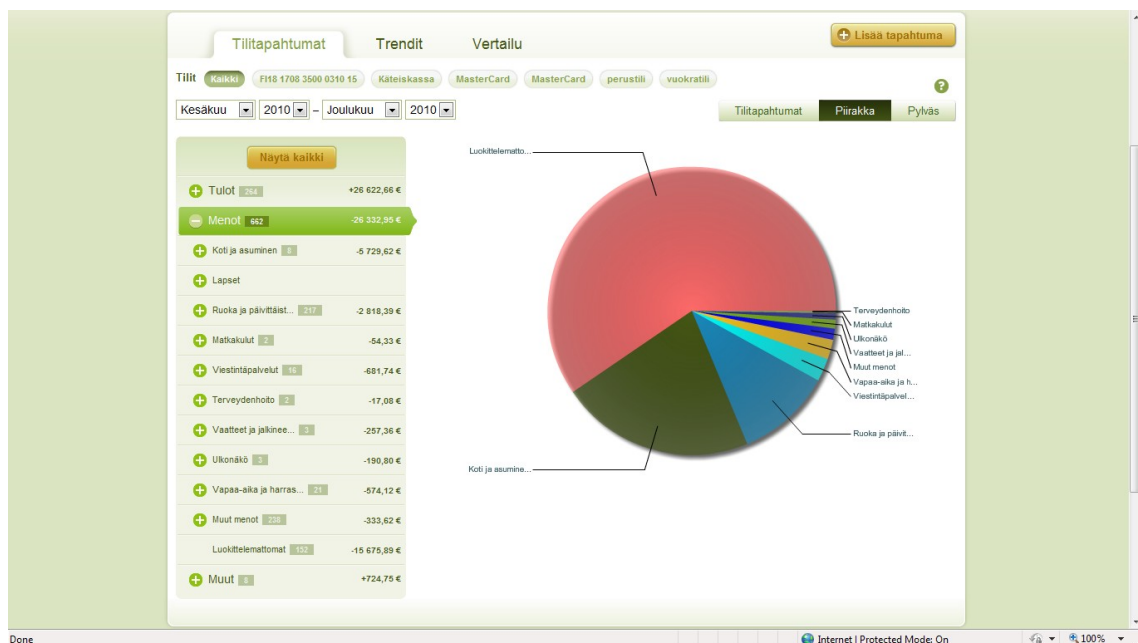 Tilitapahtumat Trendit Vertailu Lisää tapahtuma
Tilit Kaikki FI18 1708 3500 0310 15 Käteiskassa MasterCard MasterCard perustili vuokratili ?
Kesäkuu 2010 – Joulukuu 2010 Tilitapahtumat Piirakka Pylväs
Näytä kaikki
Tulot 264 +26 622,66 €
Menot 662 -26 332,95 €
Koti ja asuminen 8 -5 729,62 €
Lapset
Ruoka ja päivittäist... 217 -2 818,39 €
Matkakulut 2 -54,33 €
Viestintäpalvelut 16 -681,74 €
Terveydenhoito 2 -17,08 €
Vaatteet ja jalkinee... 3 -257,36 €
Ulkonäkö 3 -190,80 €
Vapaa-aika ja harras... 21 -574,12 €
Muut menot 238 -333,62 €
Luokittelemattomat 152 -15 675,89 €
Muut 8 +724,75 €
Luokittelematto...
Terveydenhoito
Matkakulut
Ulkonäkö
Vaatteet ja jal...
Muut menot
Vapaa-aika ja h...
Viestintäpalvel...
Ruoka ja päivit...
Koti ja asumine...
Done Internet | Protected Mode: On 100%